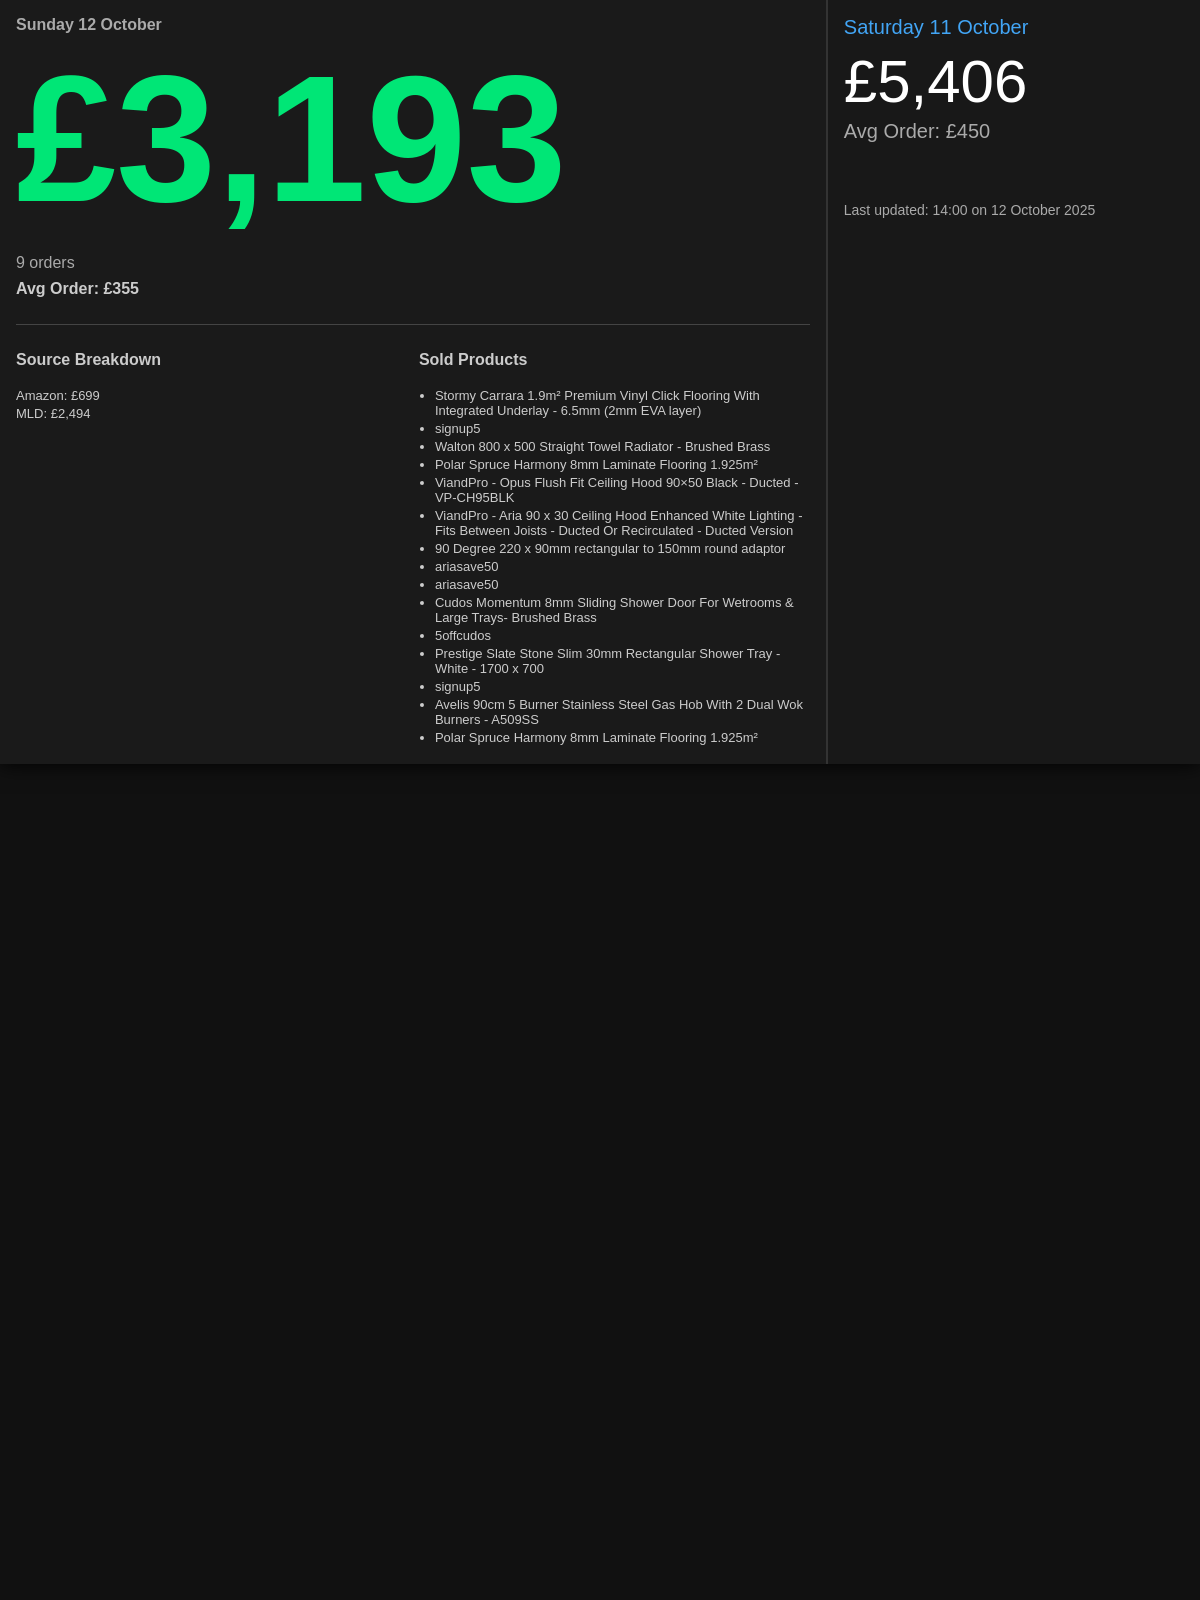 Sunday 12 October
£3,193
9 orders
Avg Order: £355
Source Breakdown
Amazon: £699
MLD: £2,494
Sold Products
• Stormy Carrara 1.9m² Premium Vinyl Click Flooring With
Integrated Underlay - 6.5mm (2mm EVA layer)
• signup5
• Walton 800 x 500 Straight Towel Radiator - Brushed Brass
• Polar Spruce Harmony 8mm Laminate Flooring 1.925m²
• ViandPro - Opus Flush Fit Ceiling Hood 90×50 Black - Ducted -
VP-CH95BLK
• ViandPro - Aria 90 x 30 Ceiling Hood Enhanced White Lighting -
Fits Between Joists - Ducted Or Recirculated - Ducted Version
• 90 Degree 220 x 90mm rectangular to 150mm round adaptor
• ariasave50
• ariasave50
• Cudos Momentum 8mm Sliding Shower Door For Wetrooms &
Large Trays- Brushed Brass
• 5offcudos
• Prestige Slate Stone Slim 30mm Rectangular Shower Tray -
White - 1700 x 700
• signup5
• Avelis 90cm 5 Burner Stainless Steel Gas Hob With 2 Dual Wok
Burners - A509SS
• Polar Spruce Harmony 8mm Laminate Flooring 1.925m²
Saturday 11 October
£5,406
Avg Order: £450
Last updated: 14:00 on 12 October 2025